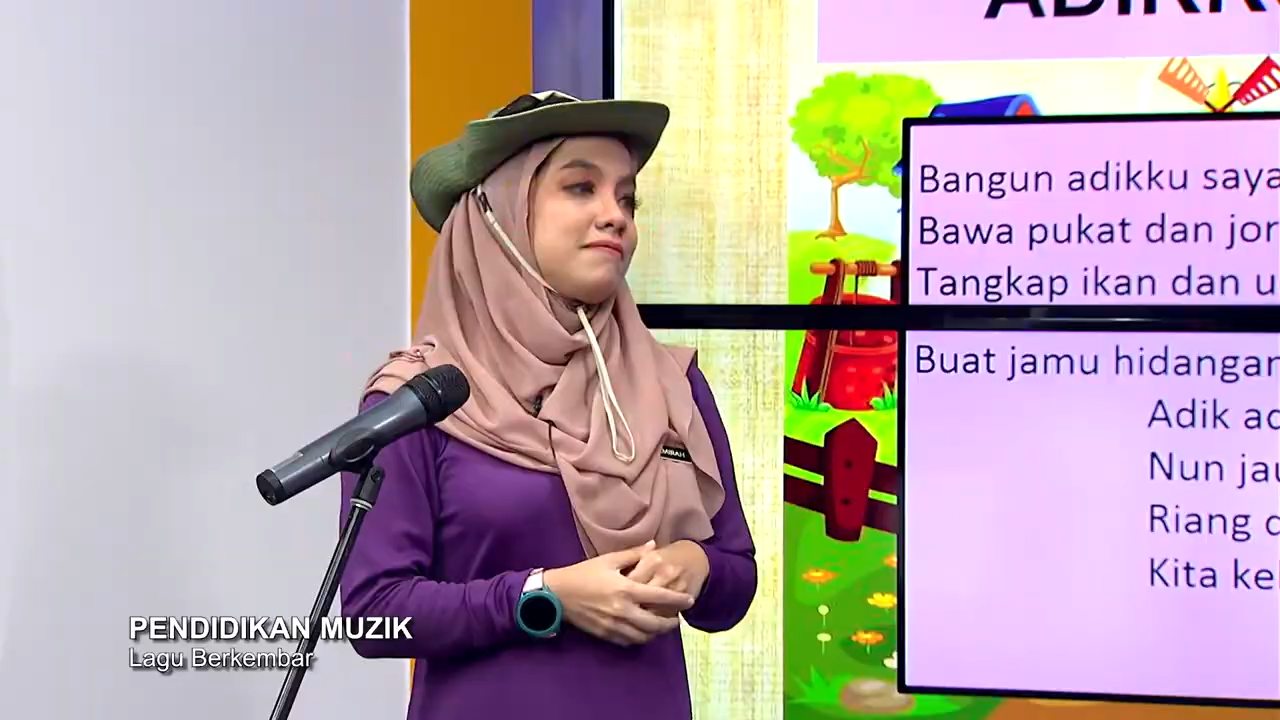 ADIKK
Bangun adikku saya
Bawa pukat dan jor
Tangkap ikan dan u
Buat jamu hidangan
Adik ad
Nun jau
Riang d
Kita kel
PENDIDIKAN MUZIK
Lagu Berkembar